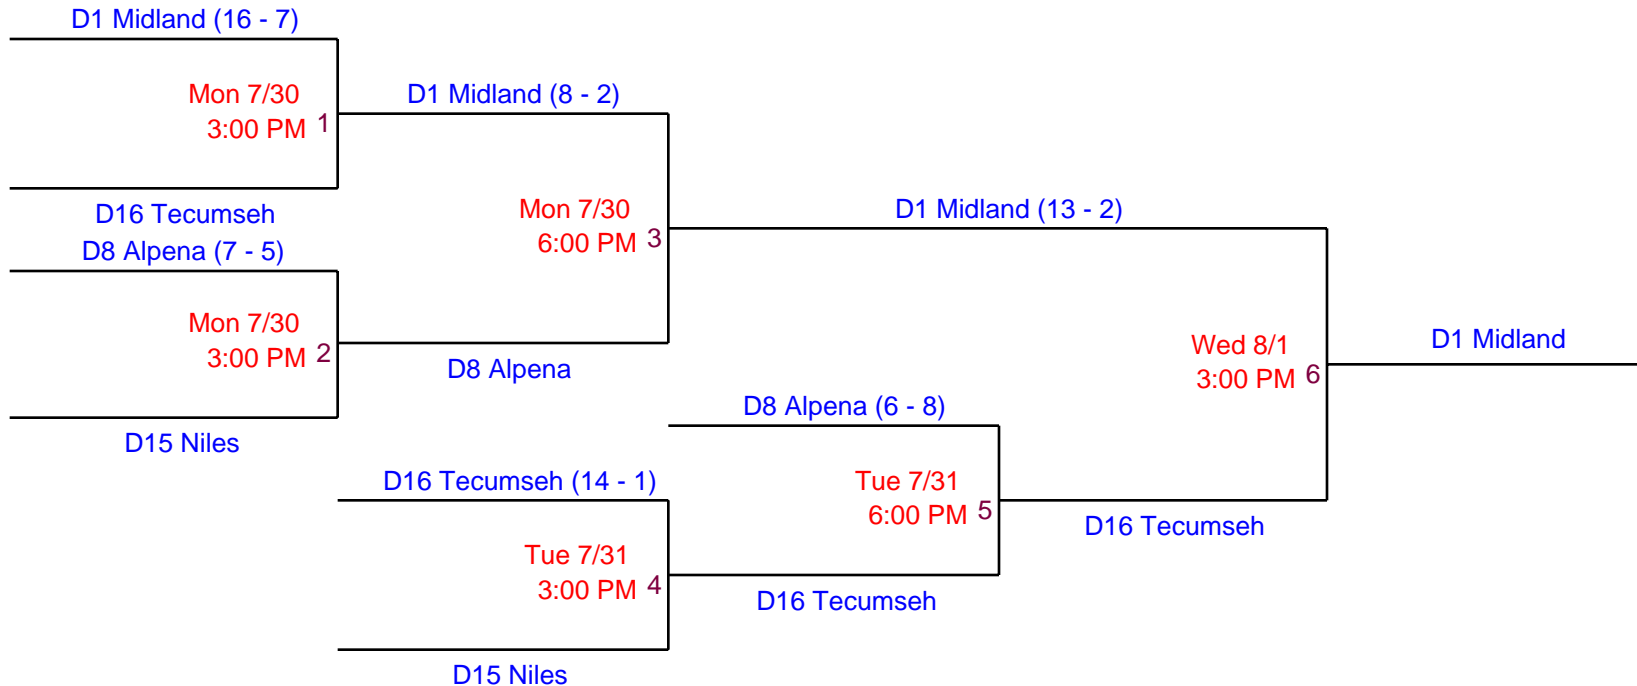 D1 Midland (16 - 7)
Mon 7/30
3:00 PM 1
D16 Tecumseh
D8 Alpena (7 - 5)
Mon 7/30
3:00 PM 2
D15 Niles
D1 Midland (8 - 2)
Mon 7/30
6:00 PM 3
D8 Alpena
D16 Tecumseh (14 - 1)
Tue 7/31
3:00 PM 4
D15 Niles
D1 Midland (13 - 2)
D8 Alpena (6 - 8)
Tue 7/31
6:00 PM 5
D16 Tecumseh
Wed 8/1
3:00 PM 6
D16 Tecumseh
D1 Midland